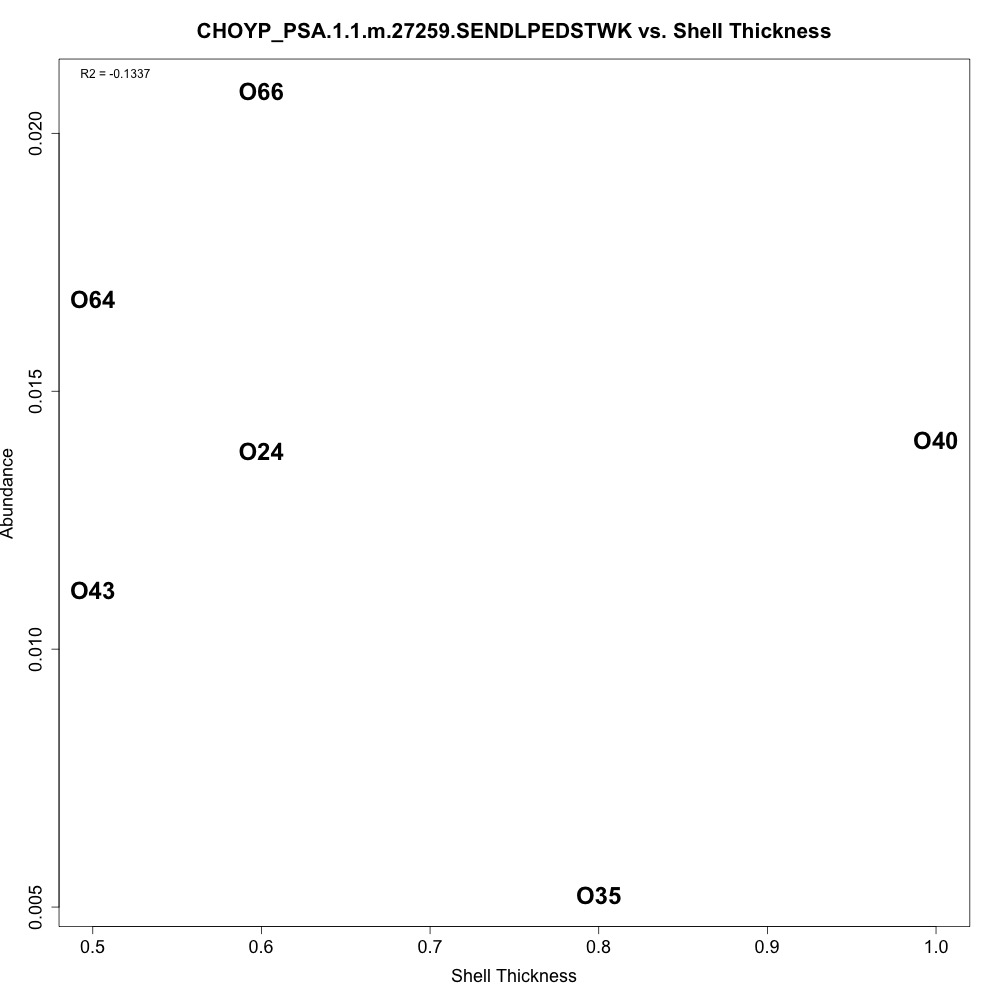 CHOYP_PSA.1.1.m.27259.SENDLPEDSTWK vs. Shell Thickness
R2 = -0.1337
O66
0.020
O64
0.015
O40
O24
Abundance
O43
0.010
O35
0.005
0.5 0.6 0.7 0.8 0.9 1.0
Shell Thickness